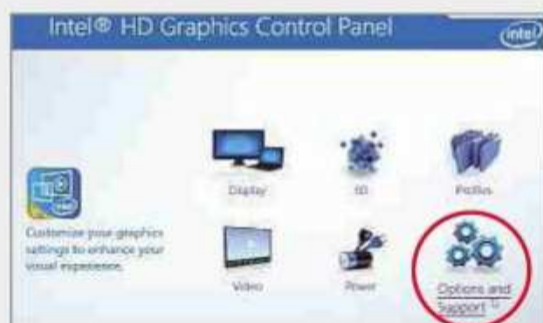 Intel® HD Graphics Control Panel
intel
Display
3D
Profiles
Customize your graphics
settings to enhance your
visual experience.
Video
Power
Options and
Support